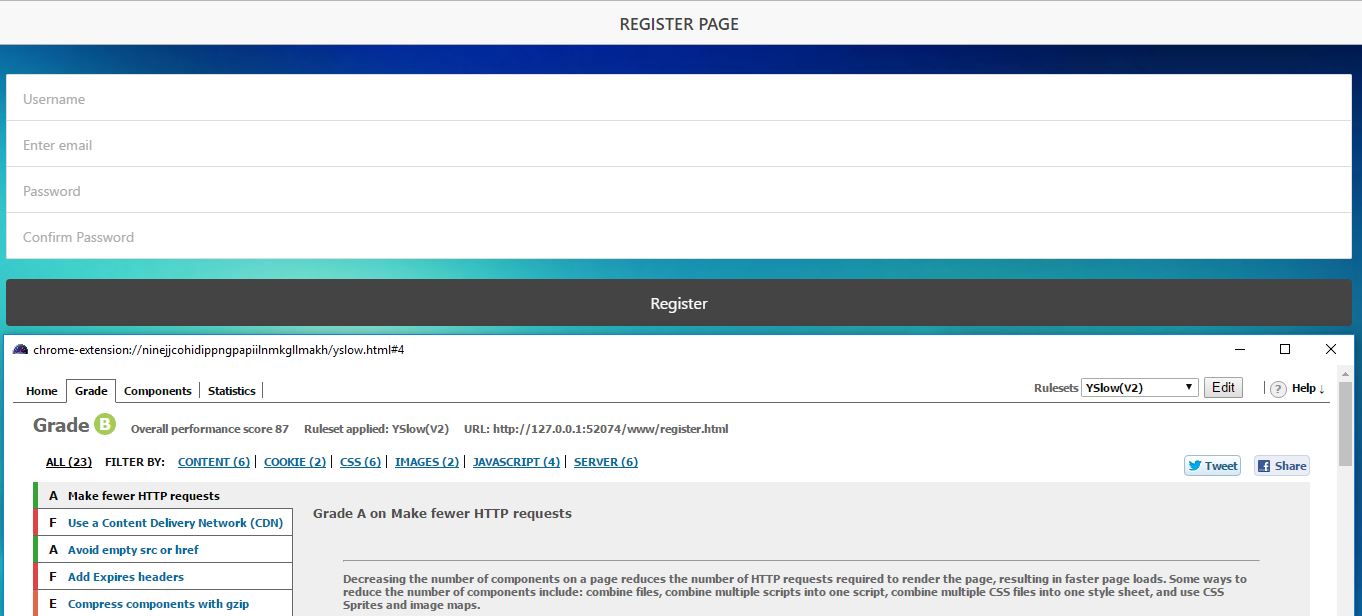 REGISTER PAGE
Username
Enter email
Password
Confirm Password
Register
chrome-extension://ninejjcohidippngpapiilnmkgllmakh/yslow.html#4
Home Grade Components Statistics Rulesets YSlow(V2) Edit ? Help ↓
Grade B Overall performance score 87 Ruleset applied: YSlow(V2) URL: http://127.0.0.1:52074/www/register.html
ALL (23) FILTER BY: CONTENT (6) COOKIE (2) CSS (6) IMAGES (2) JAVASCRIPT (4) SERVER (6)
Tweet Share
A Make fewer HTTP requests
F Use a Content Delivery Network (CDN)
A Avoid empty src or href
F Add Expires headers
E Compress components with gzip
Grade A on Make fewer HTTP requests
Decreasing the number of components on a page reduces the number of HTTP requests required to render the page, resulting in faster page loads. Some ways to
reduce the number of components include: combine files, combine multiple scripts into one script, combine multiple CSS files into one style sheet, and use CSS
Sprites and image maps.